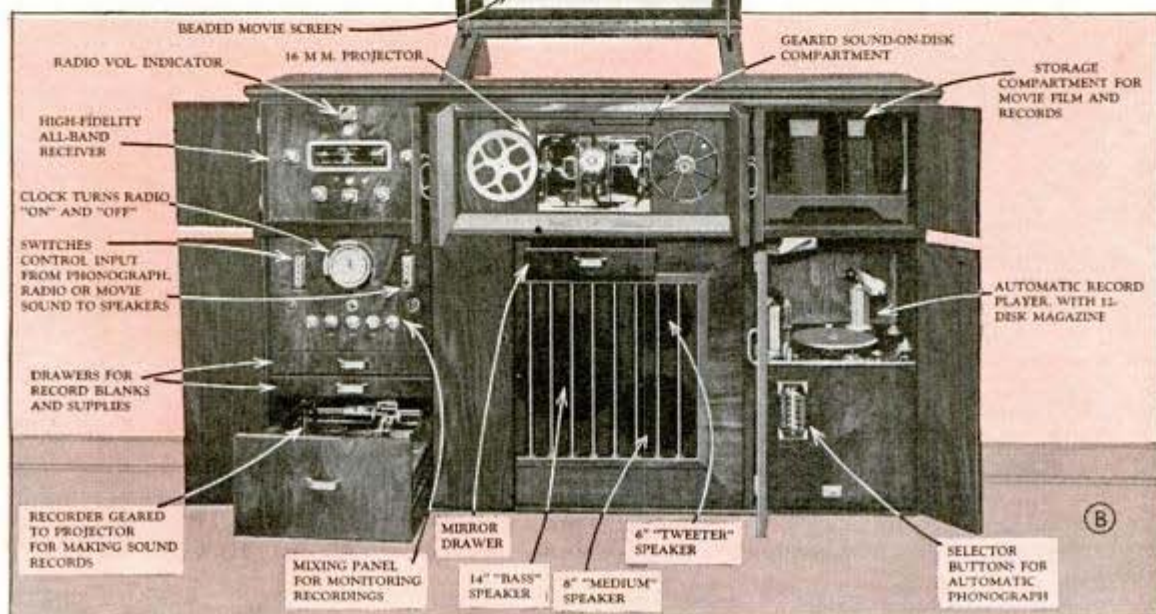 BEADED MOVIE SCREEN
RADIO VOL. INDICATOR
16 M M. PROJECTOR
GEARED SOUND-ON-DISK
COMPARTMENT
STORAGE
COMPARTMENT FOR
MOVIE FILM AND
RECORDS
HIGH-FIDELITY
ALL-BAND
RECEIVER
CLOCK TURNS RADIO
"ON" AND "OFF"
SWITCHES
CONTROL INPUT
FROM PHONOGRAPH,
RADIO OR MOVIE
SOUND TO SPEAKERS
AUTOMATIC RECORD
PLAYER, WITH 12-
DISK MAGAZINE
DRAWERS FOR
RECORD BLANKS
AND SUPPLIES
RECORDER GEARED
TO PROJECTOR
FOR MAKING SOUND
RECORDS
MIXING PANEL
FOR MONITORING
RECORDINGS
MIRROR
DRAWER
14" "BASS"
SPEAKER
8" "MEDIUM"
SPEAKER
6" "TWEETER"
SPEAKER
SELECTOR
BUTTONS FOR
AUTOMATIC
PHONOGRAPH
B